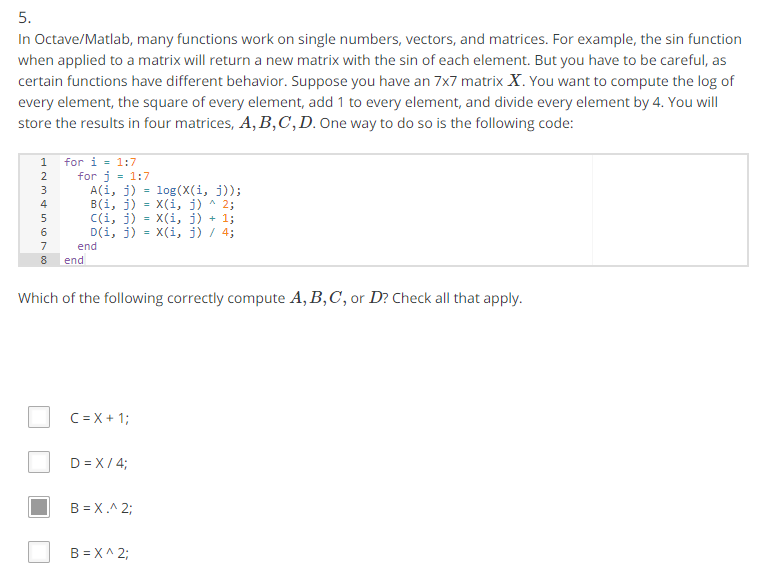 5.
In Octave/Matlab, many functions work on single numbers, vectors, and matrices. For example, the sin function
when applied to a matrix will return a new matrix with the sin of each element. But you have to be careful, as
certain functions have different behavior. Suppose you have an 7x7 matrix X. You want to compute the log of
every element, the square of every element, add 1 to every element, and divide every element by 4. You will
store the results in four matrices, A, B, C, D. One way to do so is the following code:
1 for i = 1:7
2 for j = 1:7
3 A(i, j) = log(X(i, j));
4 B(i, j) = X(i, j) ^ 2;
5 C(i, j) = X(i, j) + 1;
6 D(i, j) = X(i, j) / 4;
7 end
8 end
Which of the following correctly compute A, B, C, or D? Check all that apply.
C = X + 1;
D = X / 4;
B = X .^ 2;
B = X ^ 2;